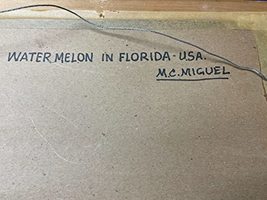 WATER MELON IN FLORIDA - USA.
M.C. MIGUEL